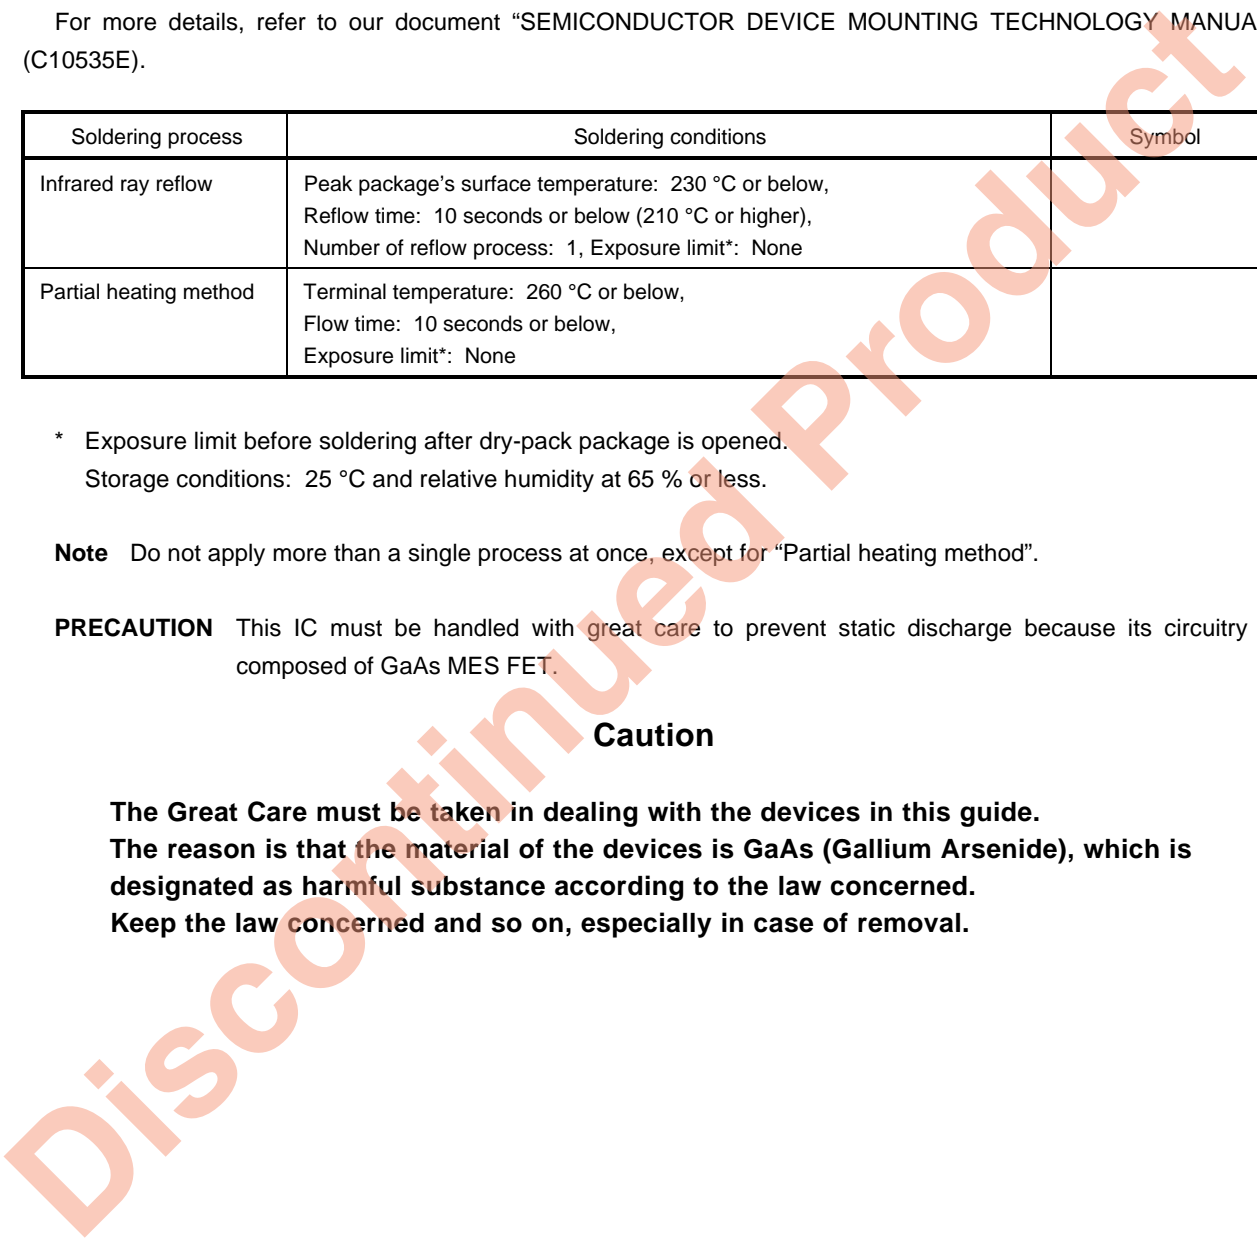 For more details, refer to our document “SEMICONDUCTOR DEVICE MOUNTING TECHNOLOGY MANUA
(C10535E).
Soldering process Soldering conditions Symbol
Infrared ray reflow Peak package’s surface temperature: 230 °C or below,
Reflow time: 10 seconds or below (210 °C or higher),
Number of reflow process: 1, Exposure limit*: None
Partial heating method Terminal temperature: 260 °C or below,
Flow time: 10 seconds or below,
Exposure limit*: None
* Exposure limit before soldering after dry-pack package is opened.
Storage conditions: 25 °C and relative humidity at 65 % or less.
Note Do not apply more than a single process at once, except for “Partial heating method”.
PRECAUTION This IC must be handled with great care to prevent static discharge because its circuitry
composed of GaAs MES FET.
Caution
The Great Care must be taken in dealing with the devices in this guide.
The reason is that the material of the devices is GaAs (Gallium Arsenide), which is
designated as harmful substance according to the law concerned.
Keep the law concerned and so on, especially in case of removal.
Discontinued Product